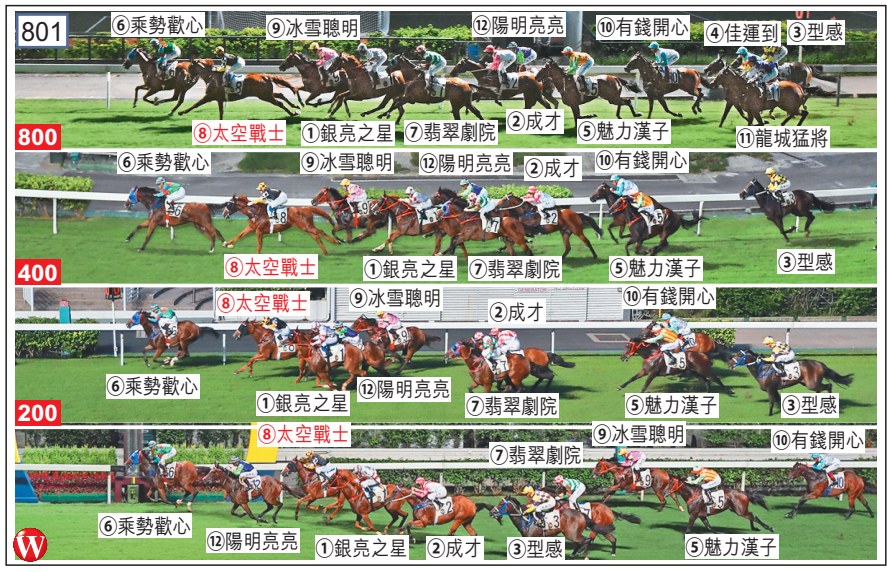 801
⑥乘勢歡心
⑨冰雪聰明
⑫陽明亮亮
⑩有錢開心
④佳運到
③型感
800
⑧太空戰士
①銀亮之星
⑦翡翠劇院
②成才
⑤魅力漢子
⑪龍城猛將
⑥乘勢歡心
⑨冰雪聰明
⑫陽明亮亮
②成才
⑩有錢開心
400
⑧太空戰士
①銀亮之星
⑦翡翠劇院
⑤魅力漢子
③型感
⑧太空戰士
⑨冰雪聰明
②成才
⑩有錢開心
200
⑥乘勢歡心
①銀亮之星
⑫陽明亮亮
⑦翡翠劇院
⑤魅力漢子
③型感
⑧太空戰士
⑦翡翠劇院
⑨冰雪聰明
⑩有錢開心
⑥乘勢歡心
⑫陽明亮亮
①銀亮之星
②成才
③型感
⑤魅力漢子
W